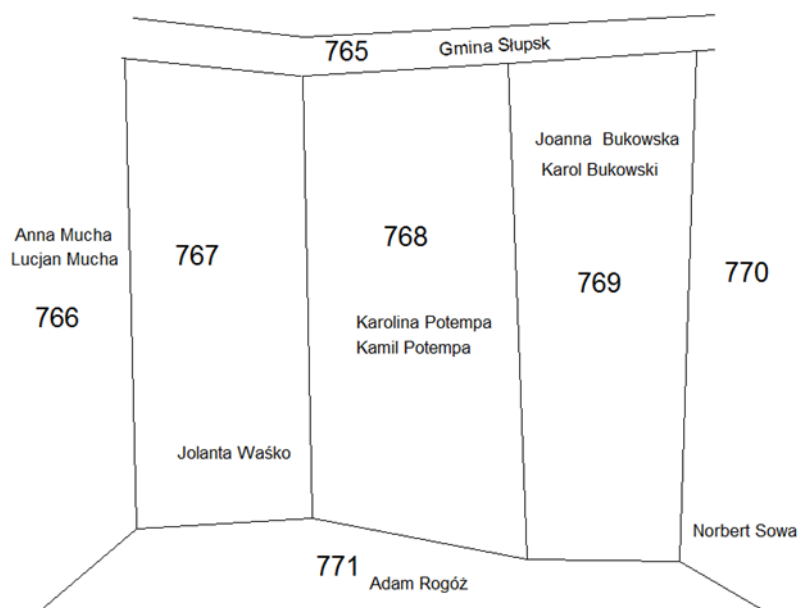 765
Gmina Słupsk
Joanna Bukowska
Karol Bukowski
Anna Mucha
Lucjan Mucha
766
767
768
Karolina Potempa
Kamil Potempa
769
770
Jolanta Waśko
Norbert Sowa
771
Adam Rogóż